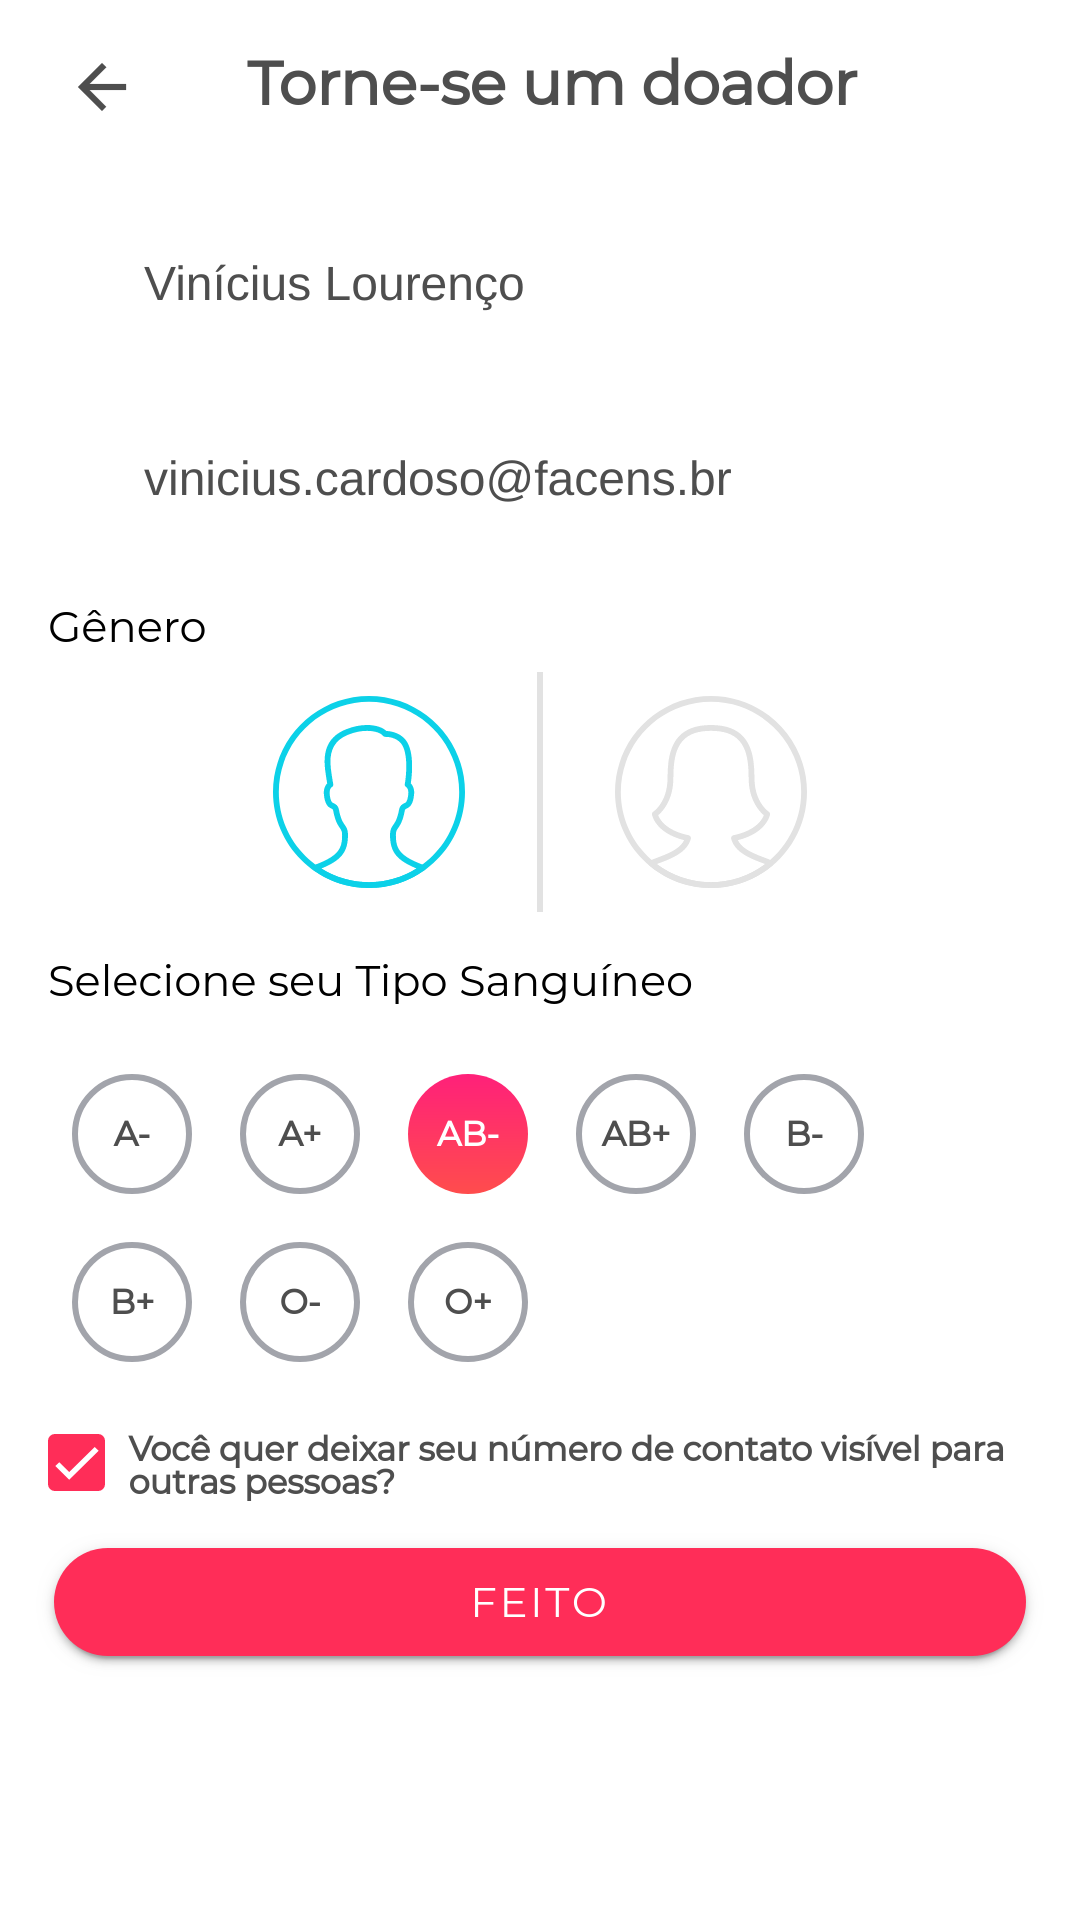 Torne-se um doador
Vinícius Lourenço
vinicius.cardoso@facens.br
Gênero
Selecione seu Tipo Sanguíneo
A- A+ AB- AB+ B-
B+ O- O+
Você quer deixar seu número de contato visível para
outras pessoas?
FEITO